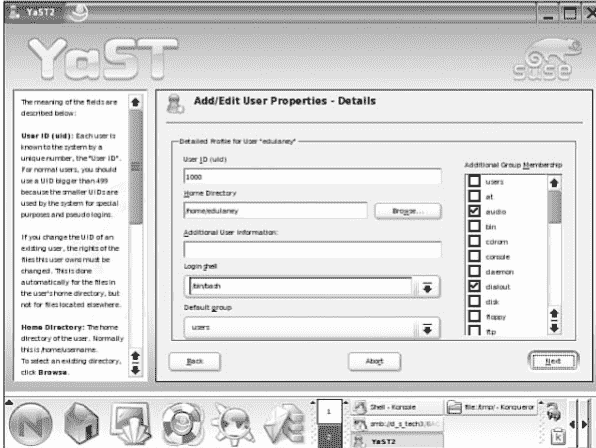 YaST2
YaST
suse
The meaning of the fields are
described below:
User ID (uid): Each user is
known to the system by a
unique number, the "User ID".
For normal users, you should
use a UID bigger than 499
because the smaller UIDs are
used by the system for special
purposes and pseudo logins.
If you change the UID of an
existing user, the rights of the
files this user owns must be
changed. This is done
automatically for the files in
the user's home directory, but
not for files located elsewhere.
Home Directory: The home
directory of the user. Normally
this is /home/username.
To select an existing directory,
click Browse.
Add/Edit User Properties - Details
Detailed Profile for User "edulaney"
User ID (uid)
1000
Home Directory
/home/edulaney
Browse...
Additional User Information:
Login shell
/bin/bash
Default group
users
Additional Group Membership
users
at
audio
bin
cdrom
console
daemon
dialout
disk
floppy
ftp
Back
Abort
Next
1
Shell - Konsole
file:/tmp/ - Konqueror
smb://d_s_tech3/
YaST2